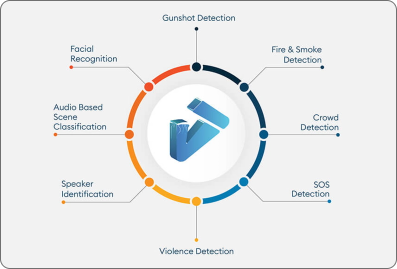 Gunshot Detection
Facial
Recognition
Fire & Smoke
Detection
Audio Based
Scene
Classification
Crowd
Detection
Speaker
Identification
SOS
Detection
Violence Detection